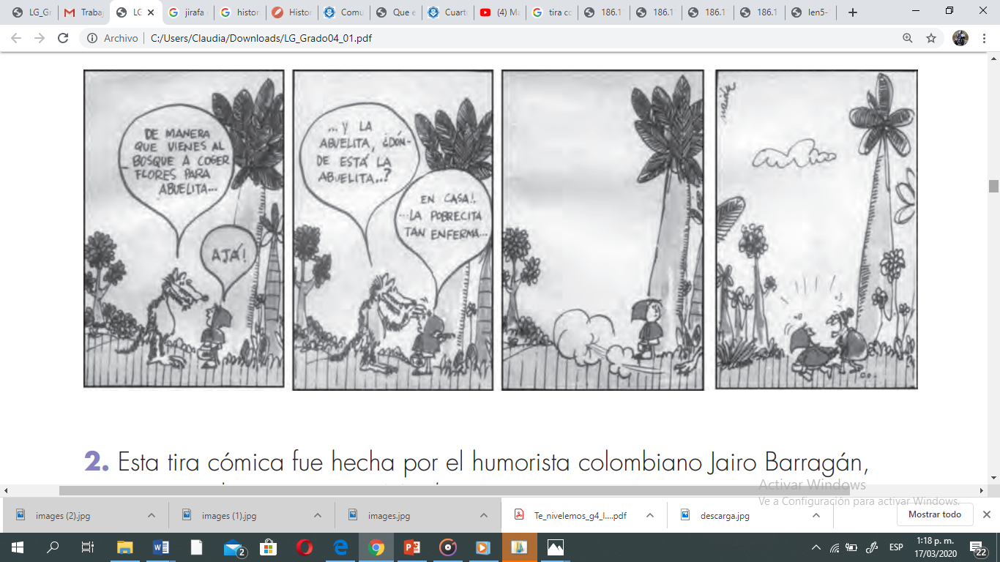 LG_Gr
Trabaj
LG
jirafa
histor
Histor
Comu
Que e
Cuart
(4) Ma
tira co
186.1
186.1
186.1
186.1
len5-
Archivo
C:/Users/Claudia/Downloads/LG_Grado04_01.pdf
DE MANERA
QUE VIENES AL
BOSQUE A COGER
FLORES PARA
ABUELITA...
AJÁ!
... Y LA
ABUELITA, ¿DÓN-
DE ESTÁ LA
ABUELITA..?
EN CASA!,
...LA POBRECITA
TAN ENFERMA...
naide
2. Esta tira cómica fue hecha por el humorista colombiano Jairo Barragán,
Activar Windows
Ve a Configuración para activar Windows.
images (2).jpg
images (1).jpg
images.jpg
Te_nivelemos_g4_l....pdf
descarga.jpg
Mostrar todo
2
ESP
1:18 p. m.
17/03/2020
22